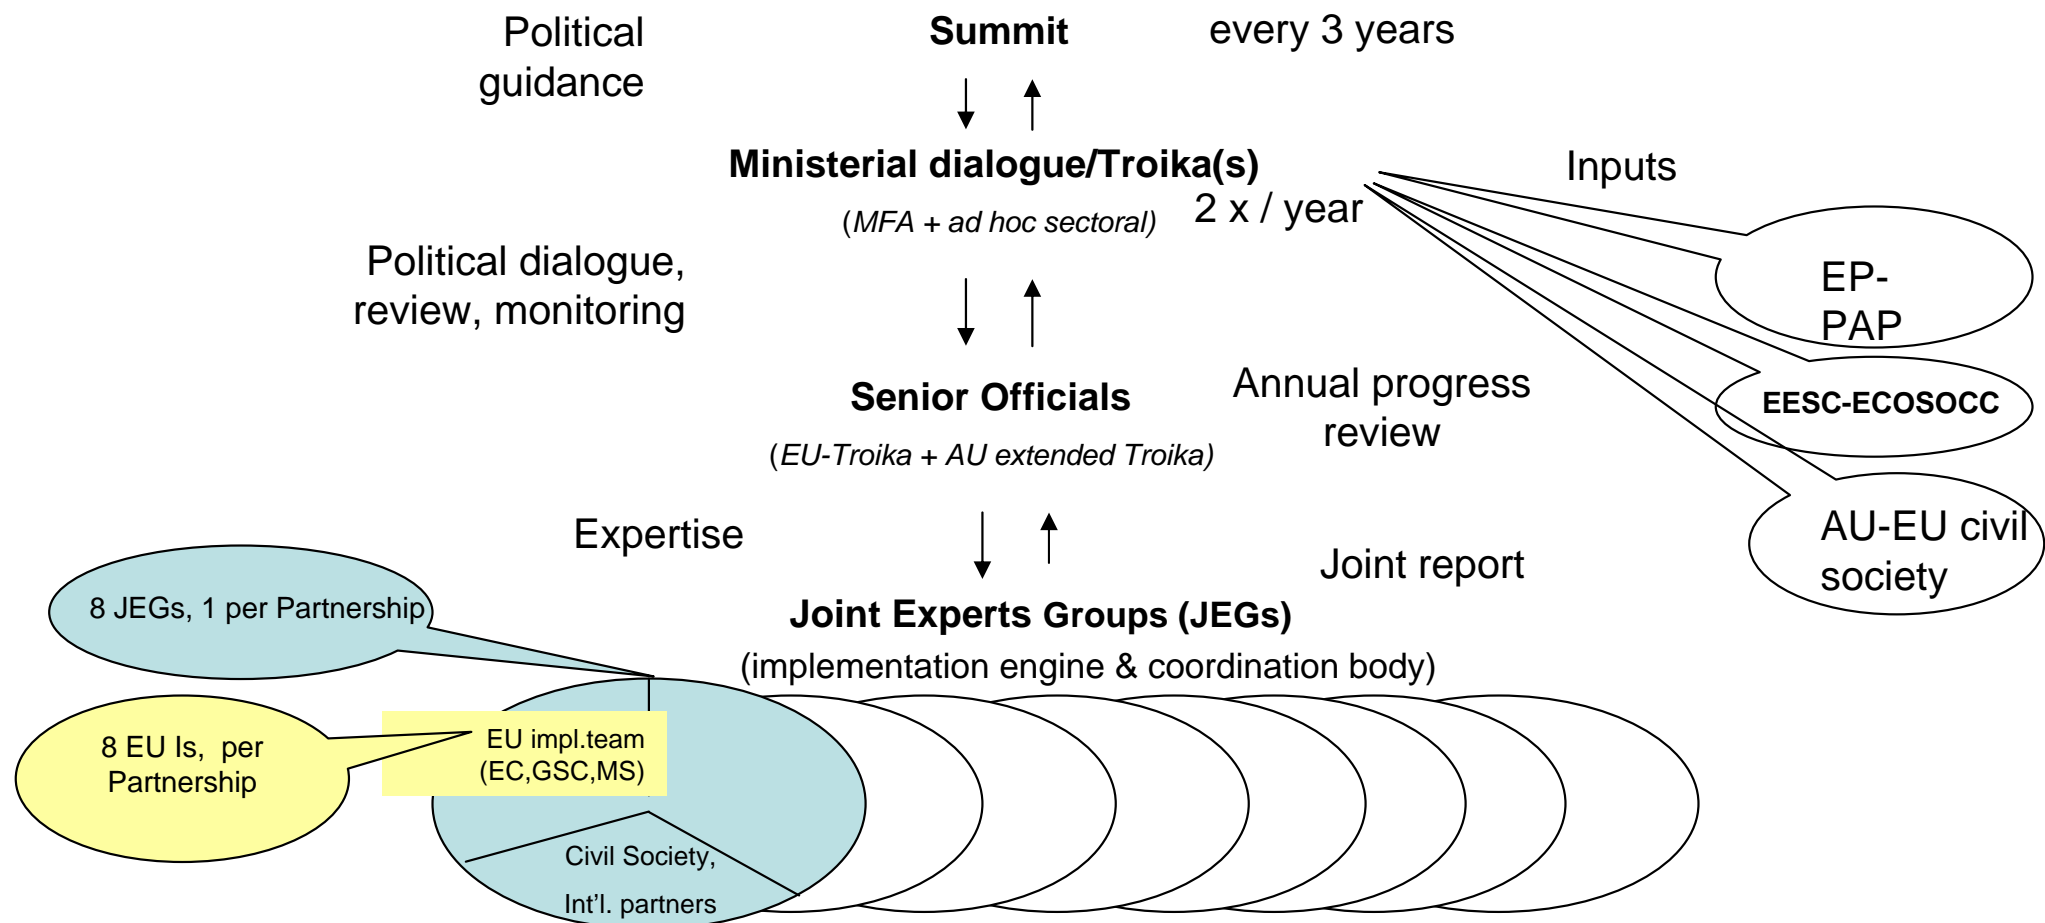 Political
guidance
Summit
every 3 years
Ministerial dialogue/Troika(s)
(MFA + ad hoc sectoral)
2 x / year
Inputs
Political dialogue,
review, monitoring
EP-
PAP
Senior Officials
(EU-Troika + AU extended Troika)
Annual progress
review
EESC-ECOSOCC
AU-EU civil
society
Expertise
Joint report
8 JEGs, 1 per Partnership
Joint Experts Groups (JEGs)
(implementation engine & coordination body)
8 EU Is,  per
Partnership
EU impl.team
(EC,GSC,MS)
Civil Society,
Int'l. partners